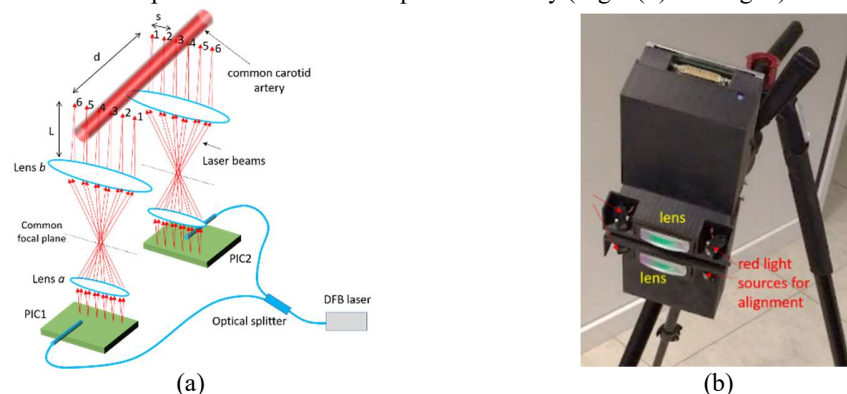 s
1 2 3 4 5 6
d
common carotid
artery
6 5 4 3 2 1
L
Laser beams
Lens b
Common
focal plane
PIC2
Lens a
DFB laser
PIC1
Optical splitter
(a)
lens
lens
red light
sources for
alignment
(b)